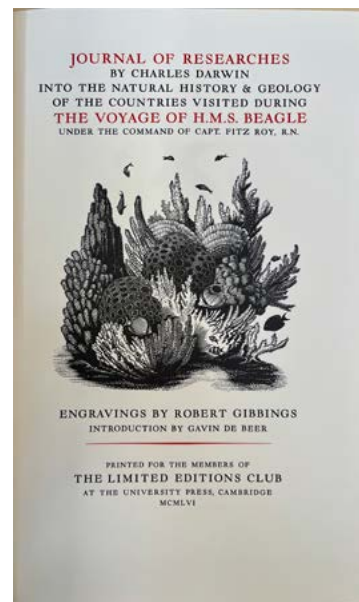 JOURNAL OF RESEARCHES
BY CHARLES DARWIN
INTO THE NATURAL HISTORY & GEOLOGY
OF THE COUNTRIES VISITED DURING
THE VOYAGE OF H.M.S. BEAGLE
UNDER THE COMMAND OF CAPT. FITZ ROY, R.N.
ENGRAVINGS BY ROBERT GIBBINGS
INTRODUCTION BY GAVIN DE BEER
PRINTED FOR THE MEMBERS OF
THE LIMITED EDITIONS CLUB
AT THE UNIVERSITY PRESS, CAMBRIDGE
MCMLVI